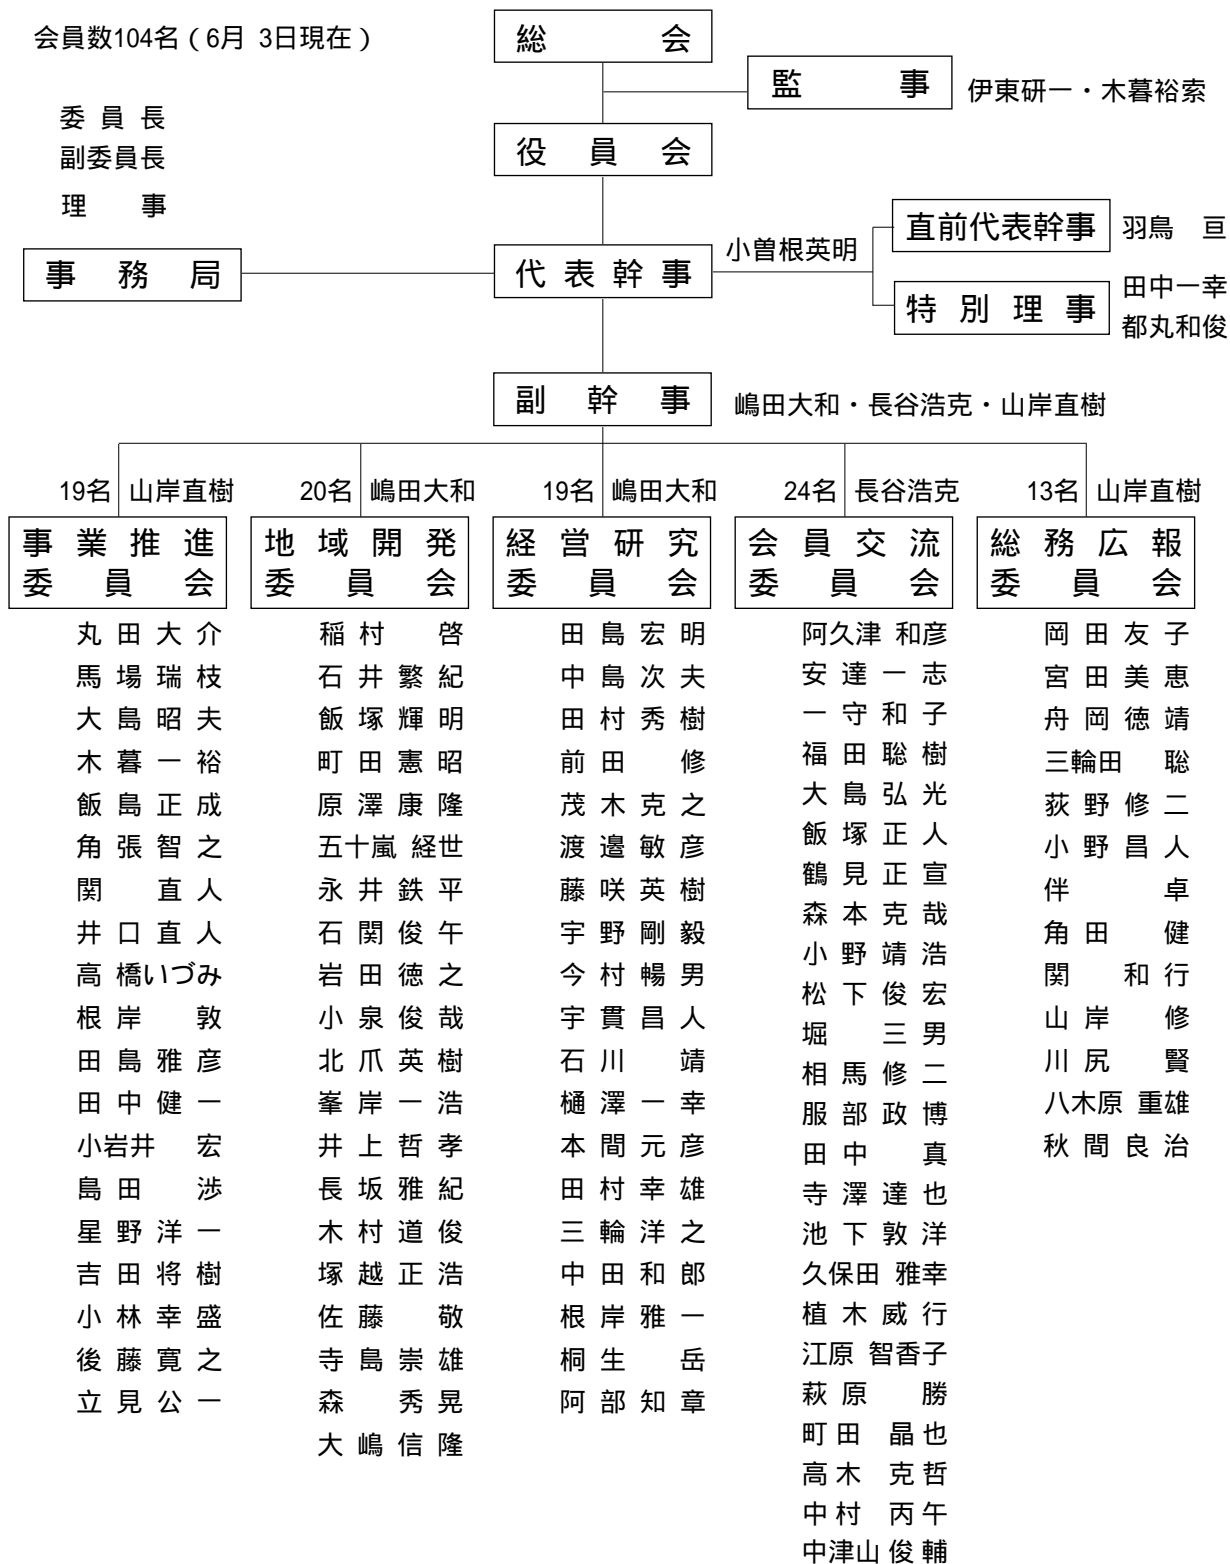 会員数104名（6月 3日現在）
委員長
副委員長
理　事
総　会
監　事
伊東研一・木暮裕索
役員会
直前代表幹事
羽鳥　亘
小曽根英明
事務局
代表幹事
特別理事
田中一幸
都丸和俊
副幹事
嶋田大和・長谷浩克・山岸直樹
19名 山岸直樹
事業推進
委員会
丸田大介
馬場瑞枝
大島昭夫
木暮一裕
飯島正成
角張智之
関　直人
井口直人
高橋いづみ
根岸　敦
田島雅彦
田中健一
小岩井　宏
島田　渉
星野洋一
吉田将樹
小林幸盛
後藤寛之
立見公一
20名 嶋田大和
地域開発
委員会
稲村　啓
石井繁紀
飯塚輝明
町田憲昭
原澤康隆
五十嵐 経世
永井鉄平
石関俊午
岩田徳之
小泉俊哉
北爪英樹
峯岸一浩
井上哲孝
長坂雅紀
木村道俊
塚越正浩
佐藤　敬
寺島崇雄
森　秀晃
大嶋信隆
19名 嶋田大和
経営研究
委員会
田島宏明
中島次夫
田村秀樹
前田　修
茂木克之
渡邉敏彦
藤咲英樹
宇野剛毅
今村暢男
宇貫昌人
石川　靖
樋澤一幸
本間元彦
田村幸雄
三輪洋之
中田和郎
根岸雅一
桐生　岳
阿部知章
24名 長谷浩克
会員交流
委員会
阿久津 和彦
安達一志
一守和子
福田聡樹
大島弘光
飯塚正人
鶴見正宣
森本克哉
小野靖浩
松下俊宏
堀　三男
相馬修二
服部政博
田中　真
寺澤達也
池下敦洋
久保田 雅幸
植木威行
江原 智香子
萩原　勝
町田　晶也
高木　克哲
中村　丙午
中津山 俊輔
13名 山岸直樹
総務広報
委員会
岡田友子
宮田美恵
舟岡徳靖
三輪田　聡
荻野修二
小野昌人
伴　卓
角田　健
関　和行
山岸　修
川尻　賢
八木原 重雄
秋間良治